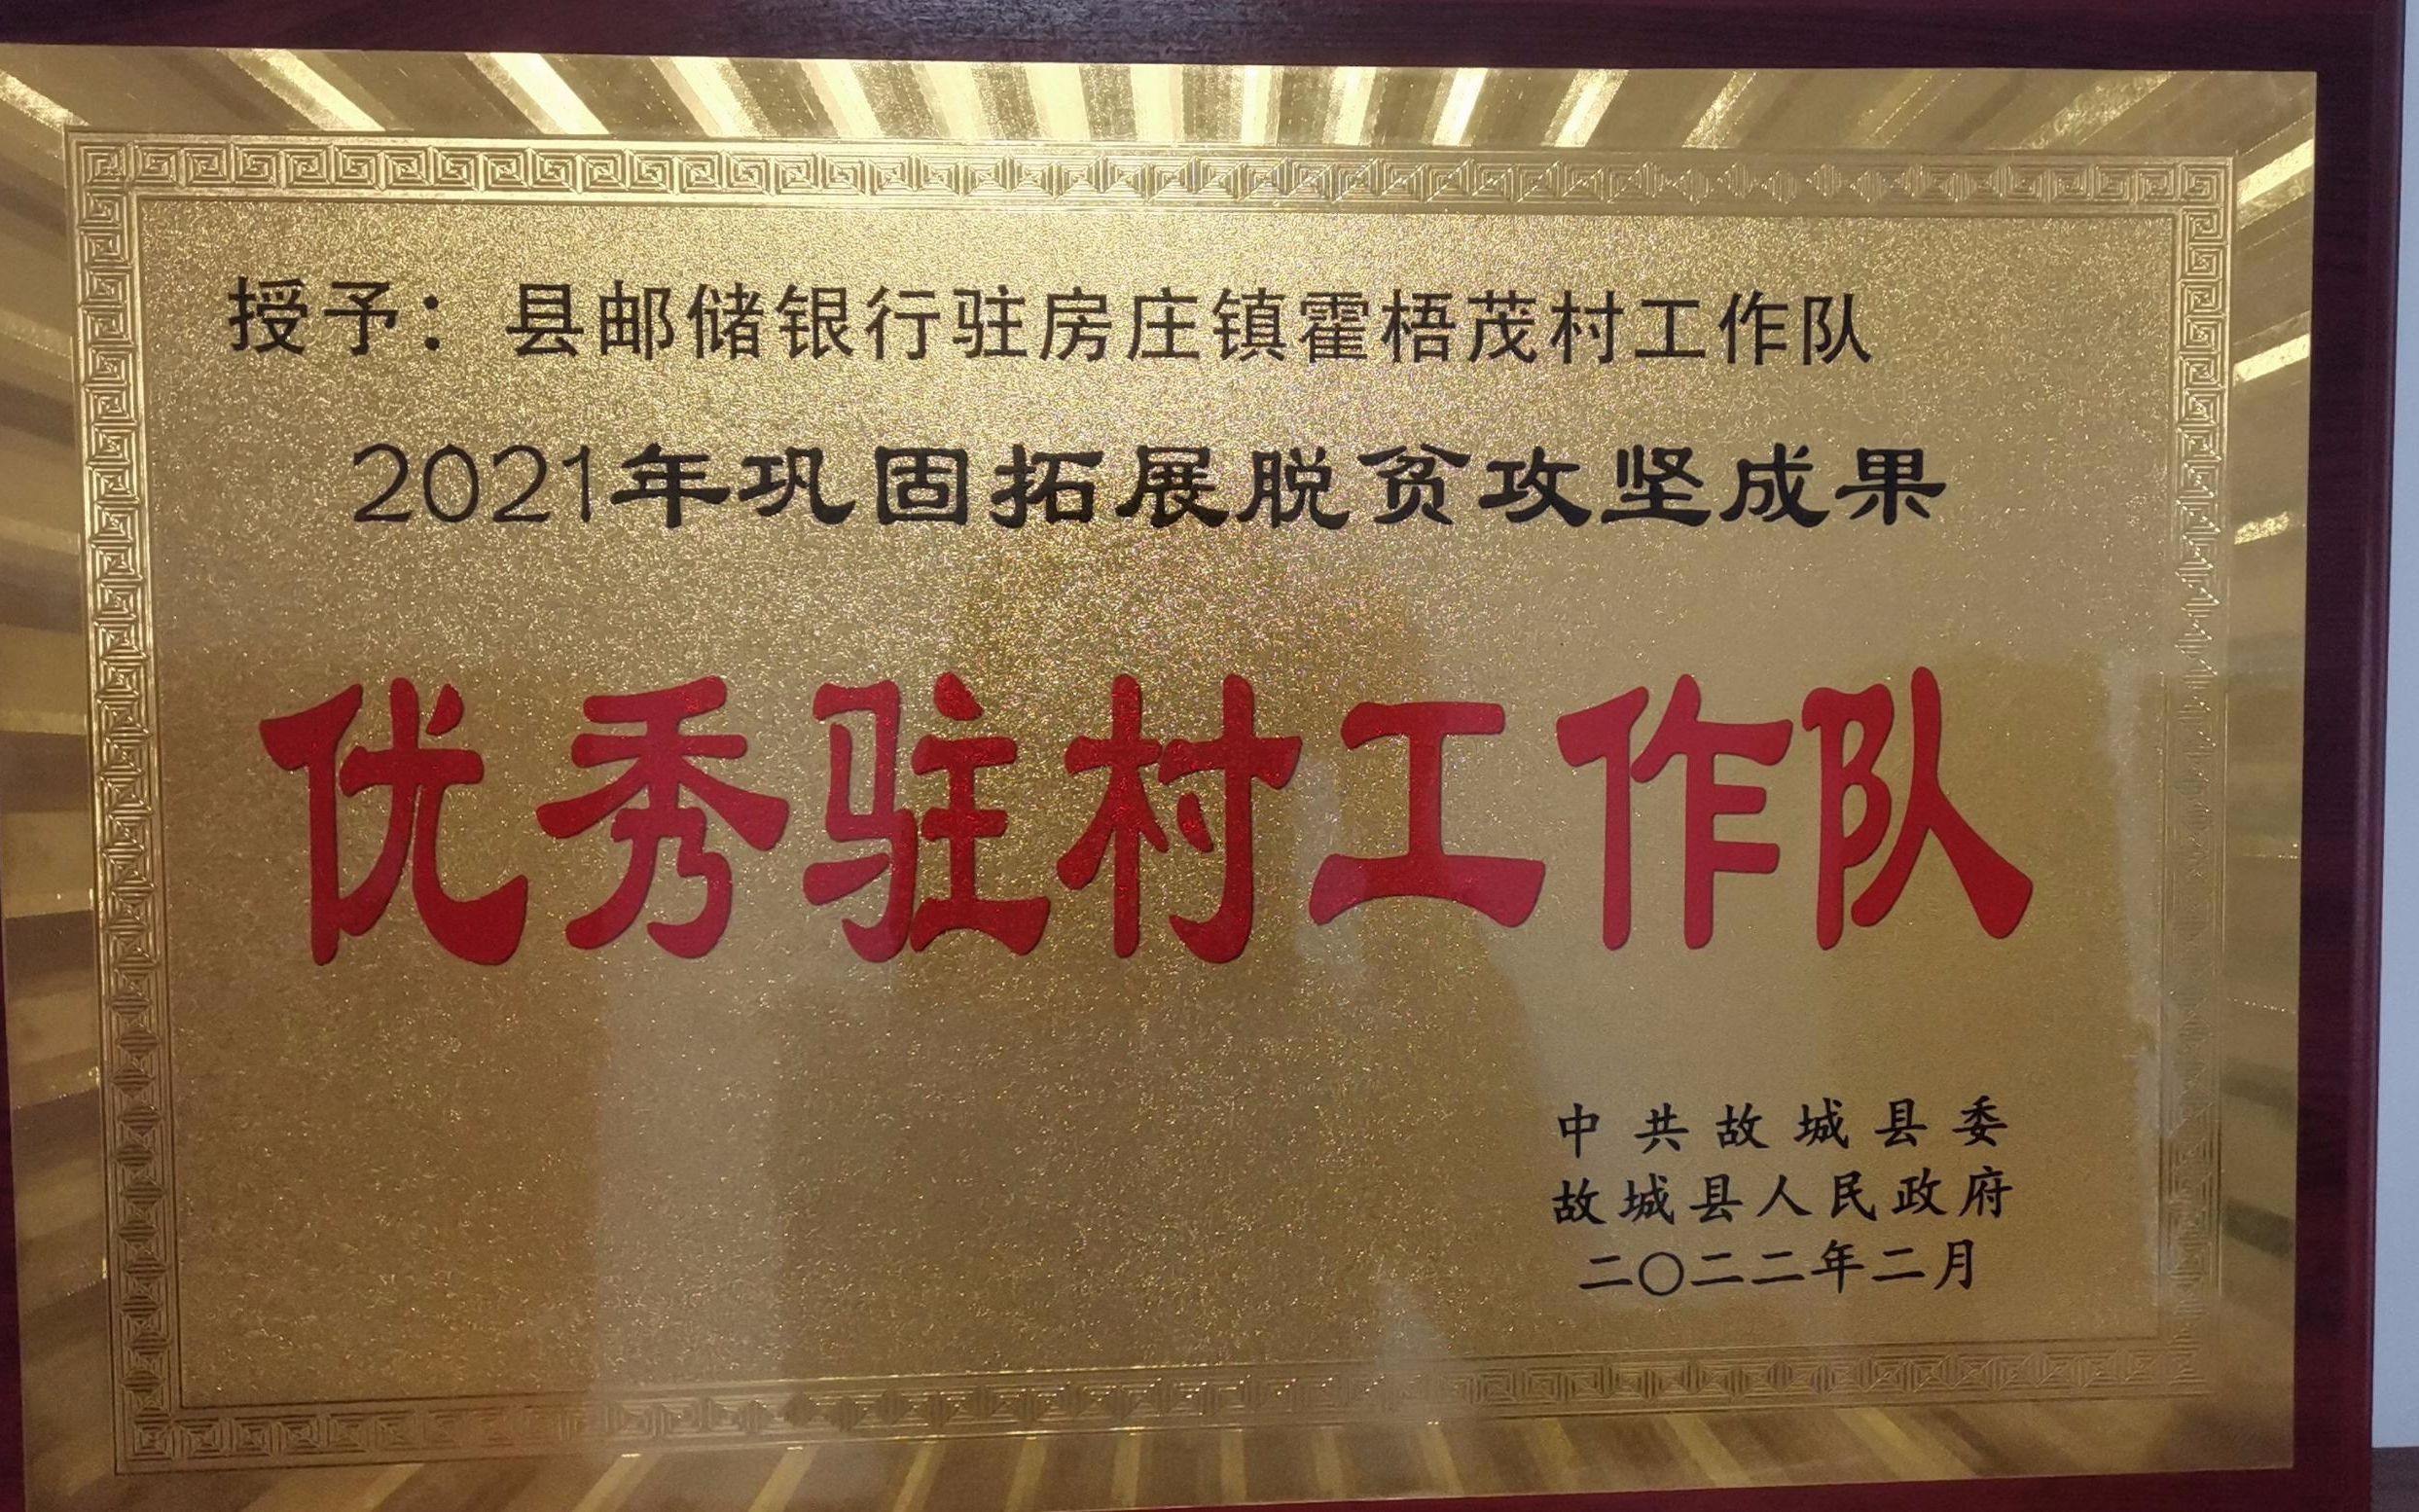 授予：县邮储银行驻房庄镇霍梧茂村工作队
2021年巩固拓展脱贫攻坚成果
优秀驻村工作队
中共故城县委
故城县人民政府
二〇二二年二月